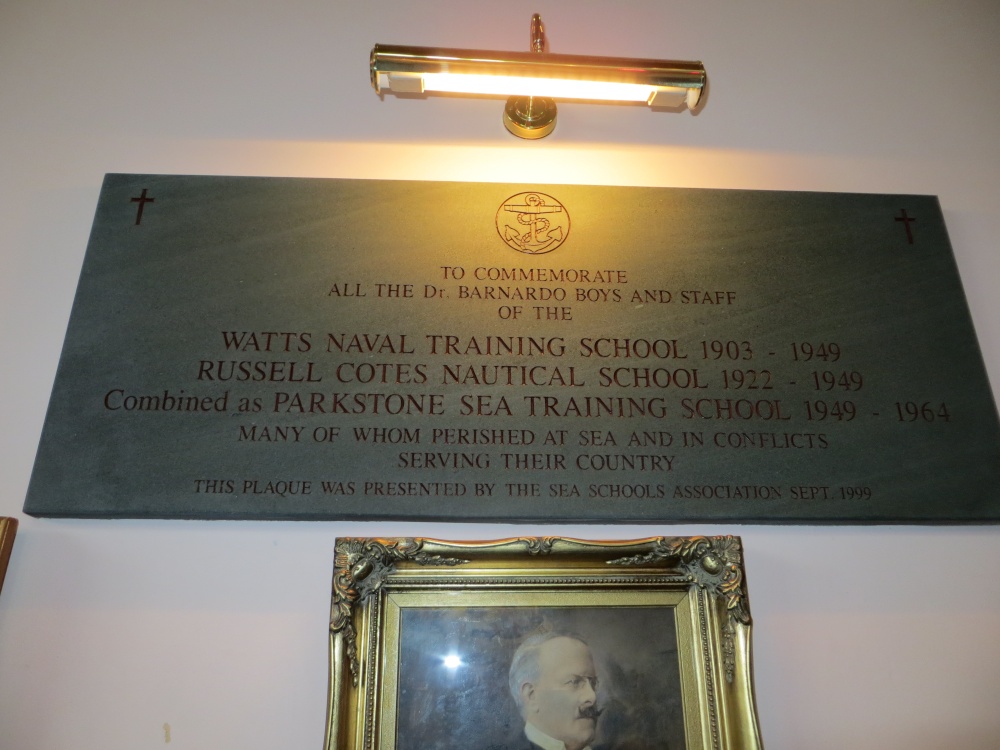 TO COMMEMORATE
ALL THE Dr. BARNARDO BOYS AND STAFF
OF THE
WATTS NAVAL TRAINING SCHOOL 1903 - 1949
RUSSELL COTES NAUTICAL SCHOOL 1922 - 1949
Combined as PARKSTONE SEA TRAINING SCHOOL 1949 - 1964
MANY OF WHOM PERISHED AT SEA AND IN CONFLICTS
SERVING THEIR COUNTRY
THIS PLAQUE WAS PRESENTED BY THE SEA SCHOOLS ASSOCIATION SEPT. 1999